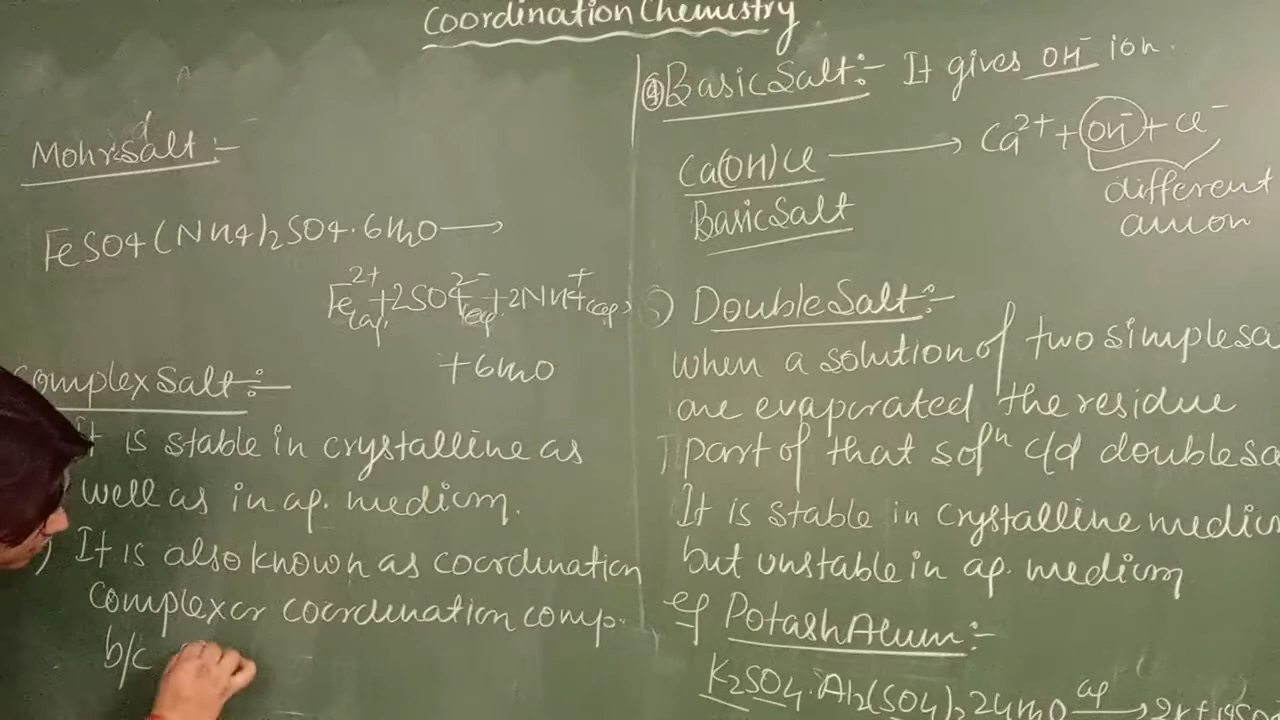 Coordination Chemistry
Mohr's Salt :-
FeSO4 (NH4)2SO4·6H2O ⟶
Fe2+(aq) + 2SO42-(aq) + 2NH4+(aq)
+ 6H2O
Complex Salt :-
It is stable in crystalline as
well as in aq. medium.
) It is also known as coordination
complex or coordination comp.
b/c
④ Basic Salt :- It gives OH- ion.
Ca(OH)Cl ⟶ Ca2+ + OH- + Cl-
different
anion
Basic Salt
5) Double Salt :-
when a solution of two simple sa
are evaporated the residue
part of that soln c/d double sa
It is stable in crystalline mediu
but unstable in aq. medium
eg Potash Alum :-
K2SO4·Al2(SO4)3 24H2O aq ⟶